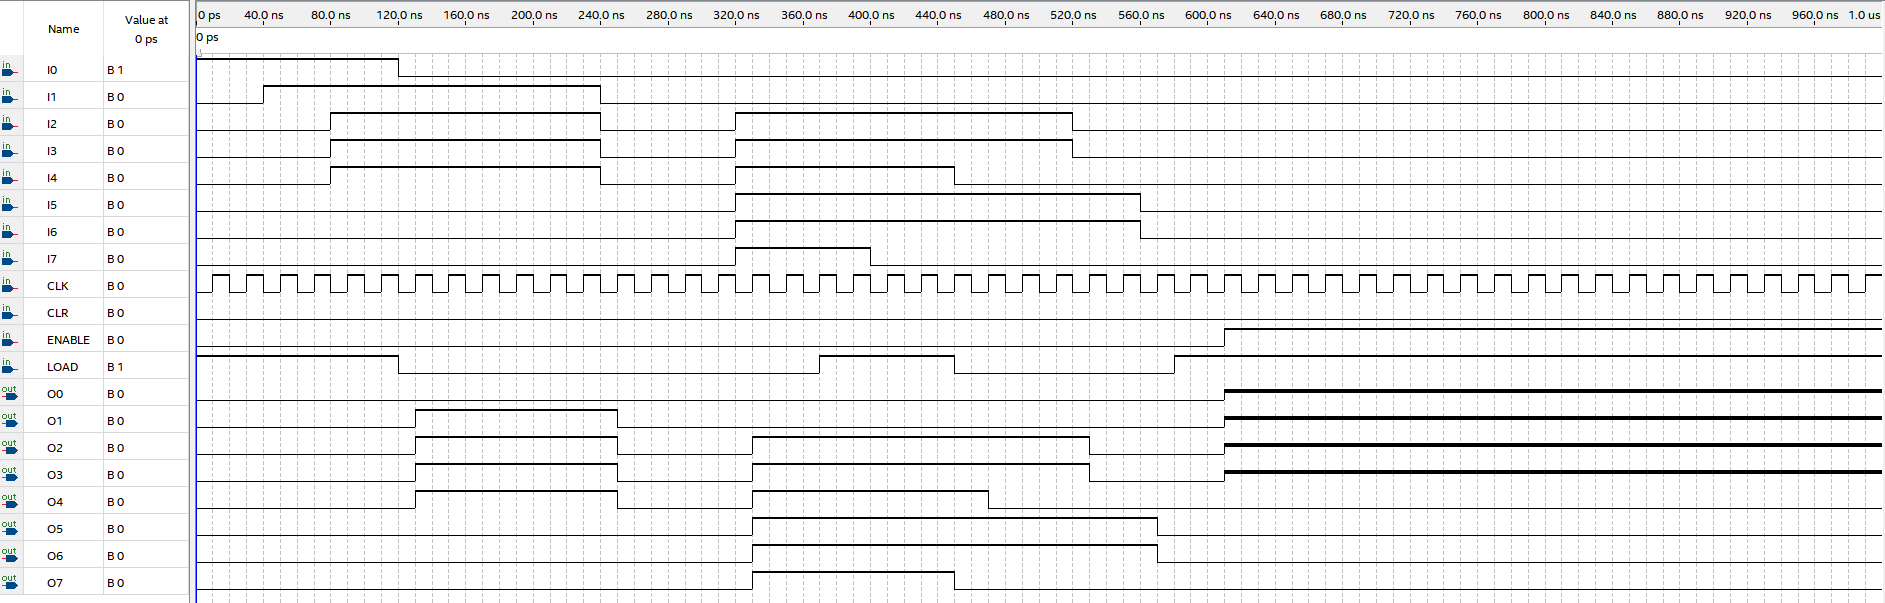 Name
Value at
0 ps
0 ps 40.0 ns 80.0 ns 120.0 ns 160.0 ns 200.0 ns 240.0 ns 280.0 ns 320.0 ns 360.0 ns 400.0 ns 440.0 ns 480.0 ns 520.0 ns 560.0 ns 600.0 ns 640.0 ns 680.0 ns 720.0 ns 760.0 ns 800.0 ns 840.0 ns 880.0 ns 920.0 ns 960.0 ns 1.0 us
0 ps
in I0 B 1
in I1 B 0
in I2 B 0
in I3 B 0
in I4 B 0
in I5 B 0
in I6 B 0
in I7 B 0
in CLK B 0
in CLR B 0
in ENABLE B 0
in LOAD B 1
out O0 B 0
out O1 B 0
out O2 B 0
out O3 B 0
out O4 B 0
out O5 B 0
out O6 B 0
out O7 B 0